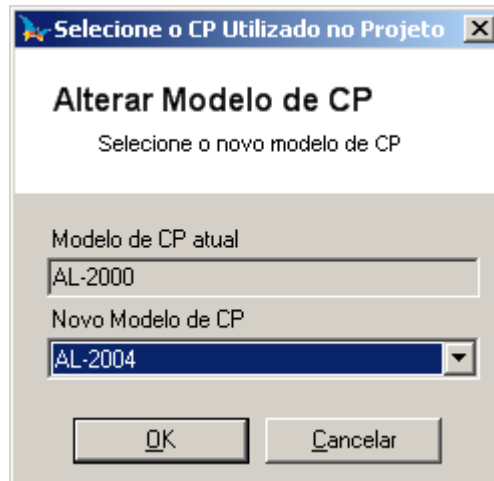 Selecione o CP Utilizado no Projeto
Alterar Modelo de CP
Selecione o novo modelo de CP
Modelo de CP atual
AL-2000
Novo Modelo de CP
AL-2004
OK
Cancelar